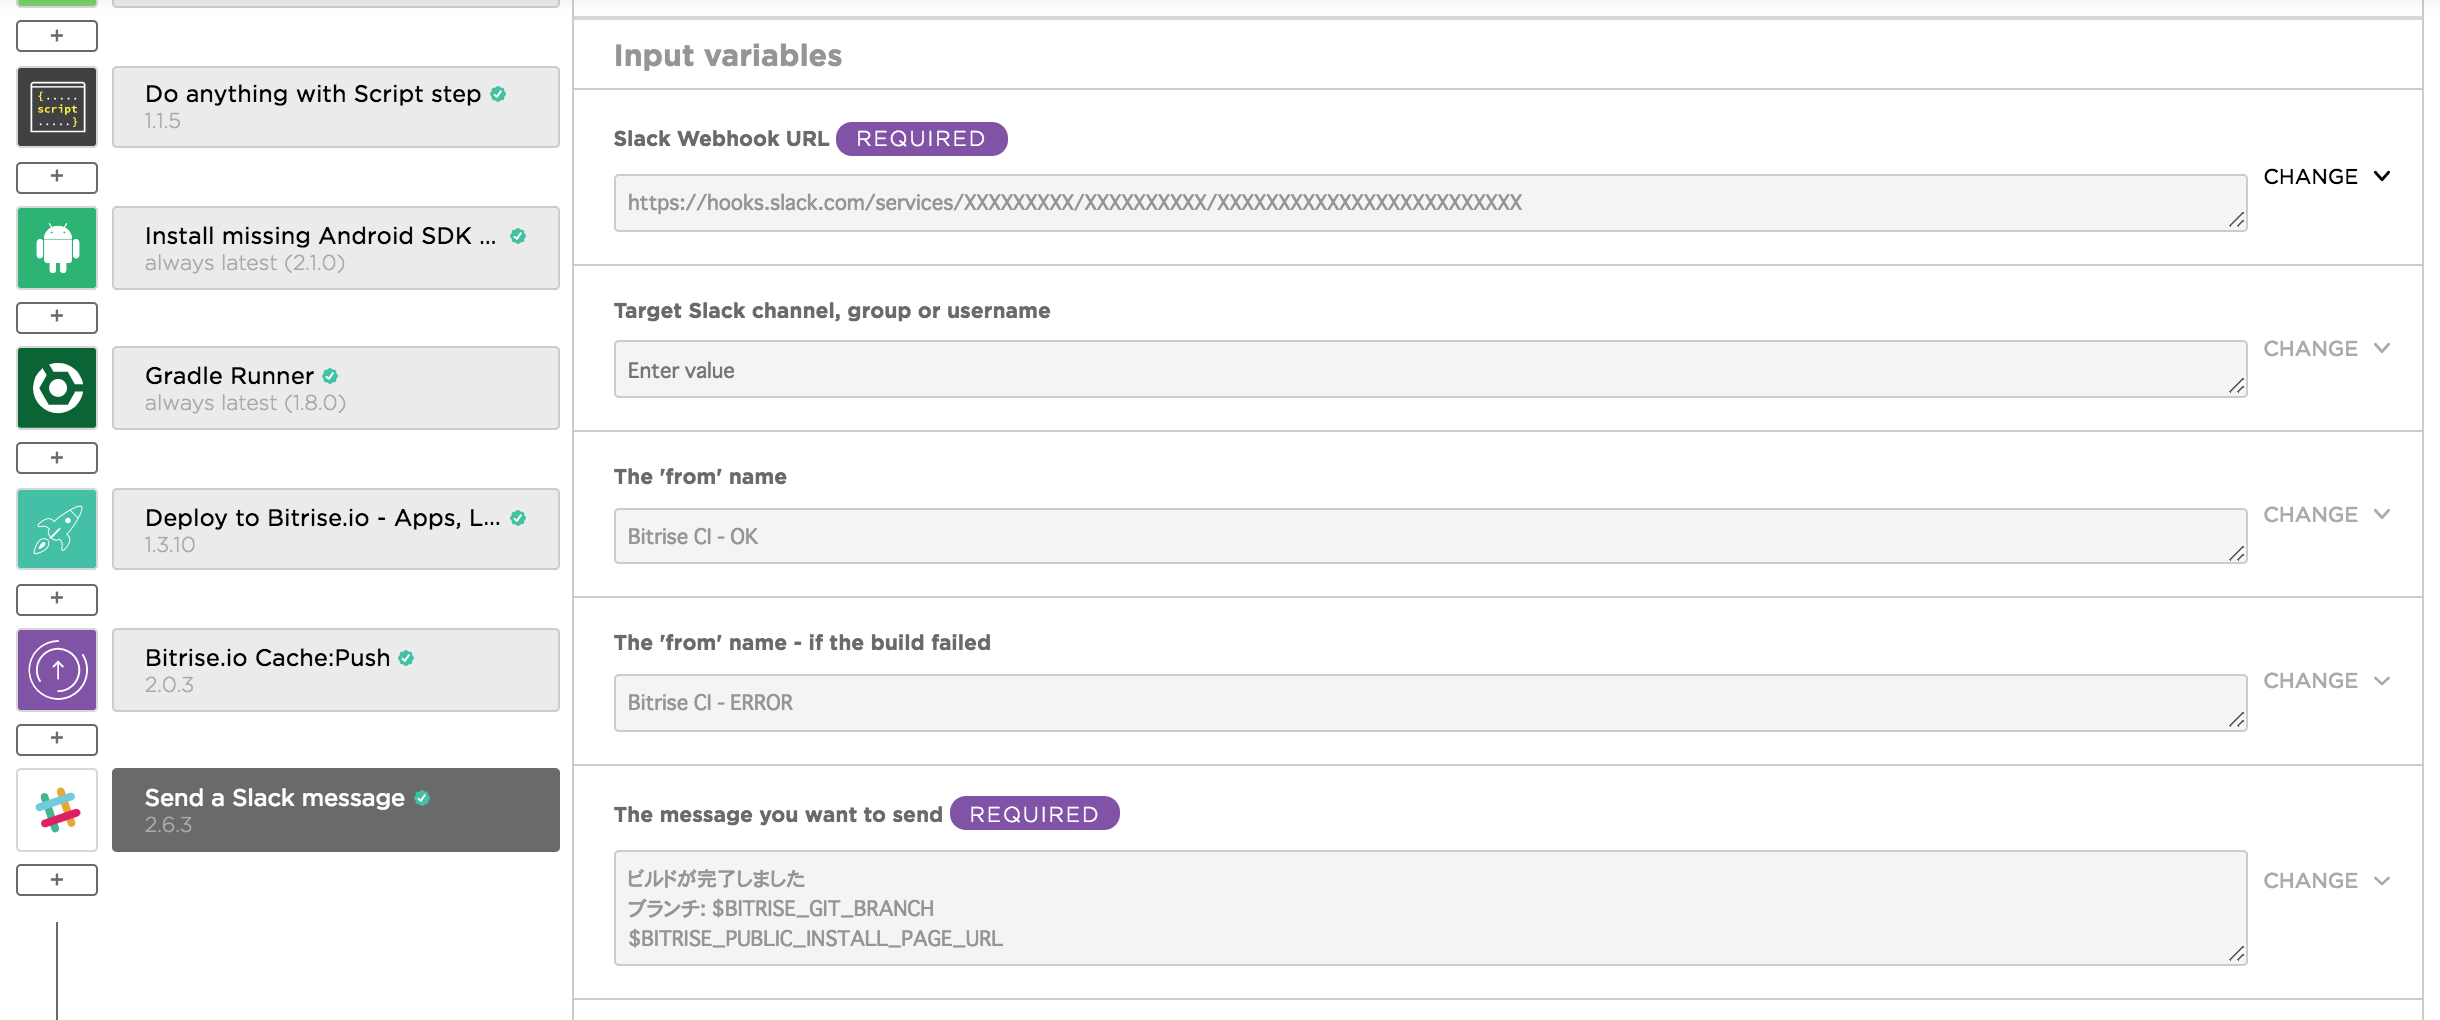 +
{.....
script
.....}
Do anything with Script step
1.1.5
+
Install missing Android SDK ...
always latest (2.1.0)
+
Gradle Runner
always latest (1.8.0)
+
Deploy to Bitrise.io - Apps, L...
1.3.10
+
Bitrise.io Cache:Push
2.0.3
+
Send a Slack message
2.6.3
+
Input variables
Slack Webhook URL REQUIRED
https://hooks.slack.com/services/XXXXXXXXX/XXXXXXXXXX/XXXXXXXXXXXXXXXXXXXXXXXXX
CHANGE
Target Slack channel, group or username
Enter value
CHANGE
The 'from' name
Bitrise CI - OK
CHANGE
The 'from' name - if the build failed
Bitrise CI - ERROR
CHANGE
The message you want to send REQUIRED
ビルドが完了しました
ブランチ: $BITRISE_GIT_BRANCH
$BITRISE_PUBLIC_INSTALL_PAGE_URL
CHANGE